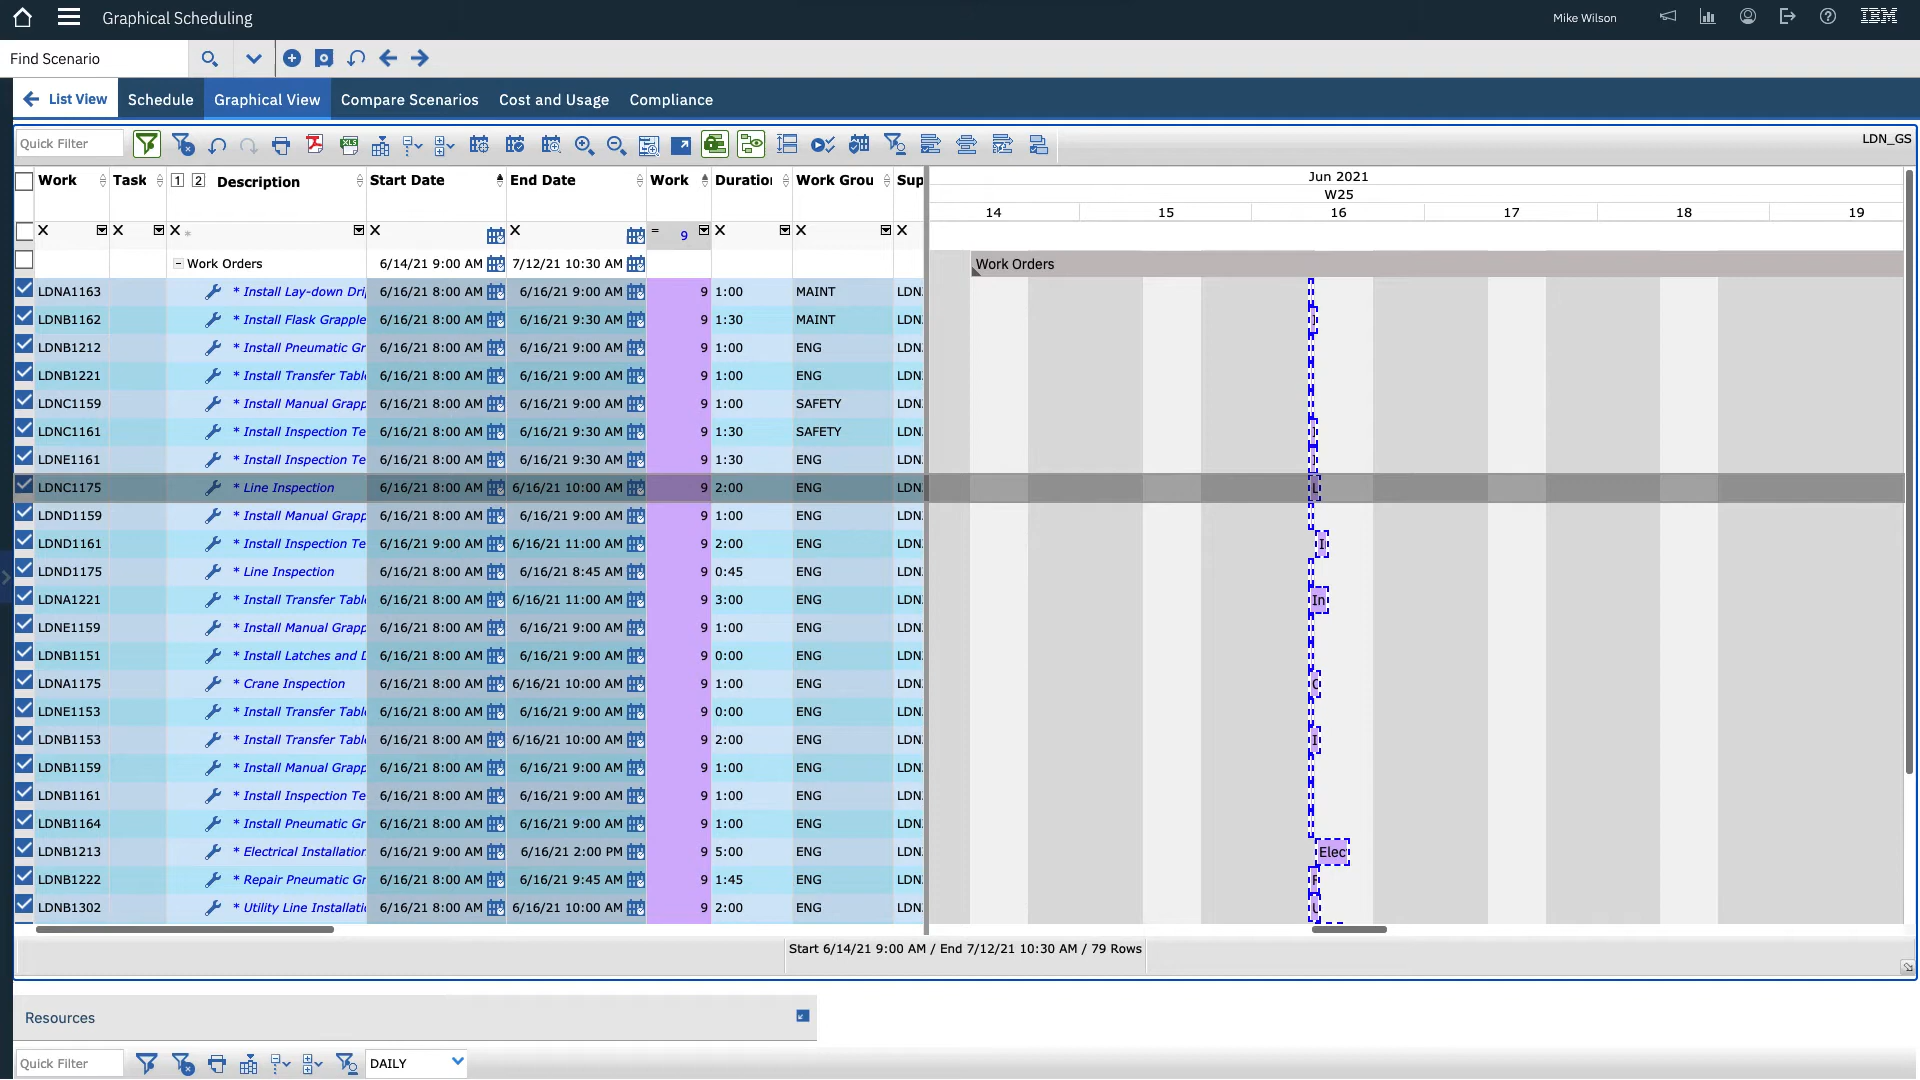 Graphical Scheduling
Mike Wilson
IBM
Find Scenario
List View Schedule Graphical View Compare Scenarios Cost and Usage Compliance
Quick Filter
LDN_GS
Work Task 1 2 Description Start Date End Date Work Duration Work Grou Sup
Jun 2021
W25
14 15 16 17 18 19
X X X * X X = 9 X X X
Work Orders 6/14/21 9:00 AM 7/12/21 10:30 AM Work Orders
LDNA1163 * Install Lay-down Drip 6/16/21 8:00 AM 6/16/21 9:00 AM 9 1:00 MAINT LDN
LDNB1162 * Install Flask Grapple 6/16/21 8:00 AM 6/16/21 9:30 AM 9 1:30 MAINT LDN
LDNB1212 * Install Pneumatic Gr 6/16/21 8:00 AM 6/16/21 9:00 AM 9 1:00 ENG LDN
LDNB1221 * Install Transfer Table 6/16/21 8:00 AM 6/16/21 9:00 AM 9 1:00 ENG LDN
LDNC1159 * Install Manual Grapp 6/16/21 8:00 AM 6/16/21 9:00 AM 9 1:00 SAFETY LDN
LDNC1161 * Install Inspection Te 6/16/21 8:00 AM 6/16/21 9:30 AM 9 1:30 SAFETY LDN
LDNE1161 * Install Inspection Te 6/16/21 8:00 AM 6/16/21 9:30 AM 9 1:30 ENG LDN
LDNC1175 * Line Inspection 6/16/21 8:00 AM 6/16/21 10:00 AM 9 2:00 ENG LDN L
LDND1159 * Install Manual Grapp 6/16/21 8:00 AM 6/16/21 9:00 AM 9 1:00 ENG LDN
LDND1161 * Install Inspection Te 6/16/21 9:00 AM 6/16/21 11:00 AM 9 2:00 ENG LDN I
LDND1175 * Line Inspection 6/16/21 8:00 AM 6/16/21 8:45 AM 9 0:45 ENG LDN
LDNA1221 * Install Transfer Table 6/16/21 8:00 AM 6/16/21 11:00 AM 9 3:00 ENG LDN In
LDNE1159 * Install Manual Grapp 6/16/21 8:00 AM 6/16/21 9:00 AM 9 1:00 ENG LDN
LDNB1151 * Install Latches and D 6/16/21 8:00 AM 6/16/21 9:00 AM 9 0:00 ENG LDN
LDNA1175 * Crane Inspection 6/16/21 8:00 AM 6/16/21 10:00 AM 9 1:00 ENG LDN C
LDNE1153 * Install Transfer Table 6/16/21 8:00 AM 6/16/21 9:00 AM 9 0:00 ENG LDN
LDNB1153 * Install Transfer Table 6/16/21 8:00 AM 6/16/21 10:00 AM 9 2:00 ENG LDN I
LDNB1159 * Install Manual Grapp 6/16/21 8:00 AM 6/16/21 9:00 AM 9 1:00 ENG LDN
LDNB1161 * Install Inspection Te 6/16/21 8:00 AM 6/16/21 9:00 AM 9 1:00 ENG LDN
LDNB1164 * Install Pneumatic Gr 6/16/21 8:00 AM 6/16/21 9:00 AM 9 1:00 ENG LDN
LDNB1213 * Electrical Installation 6/16/21 9:00 AM 6/16/21 2:00 PM 9 5:00 ENG LDN Elec
LDNB1222 * Repair Pneumatic Gr 6/16/21 8:00 AM 6/16/21 9:45 AM 9 1:45 ENG LDN
LDNB1302 * Utility Line Installatio 6/16/21 8:00 AM 6/16/21 10:00 AM 9 2:00 ENG LDN U
Start 6/14/21 9:00 AM / End 7/12/21 10:30 AM / 79 Rows
Resources
Quick Filter DAILY